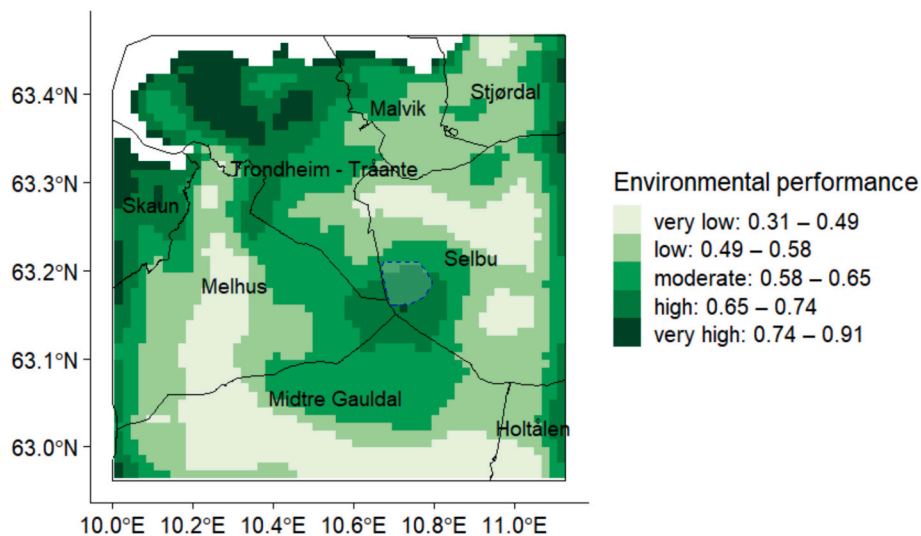 63.4°N
63.3°N
63.2°N
63.1°N
63.0°N
10.0°E 10.2°E 10.4°E 10.6°E 10.8°E 11.0°E
Stjørdal
Malvik
Trondheim - Tråante
Skaun
Selbu
Melhus
Midtre Gauldal
Holtålen
Environmental performance
very low: 0.31 – 0.49
low: 0.49 – 0.58
moderate: 0.58 – 0.65
high: 0.65 – 0.74
very high: 0.74 – 0.91